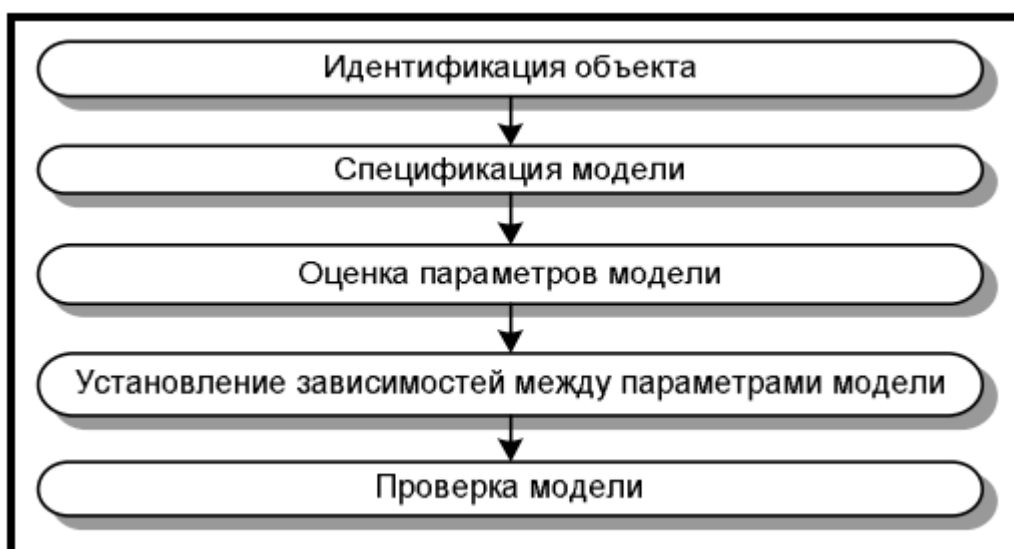 Идентификация объекта
Спецификация модели
Оценка параметров модели
Установление зависимостей между параметрами модели
Проверка модели